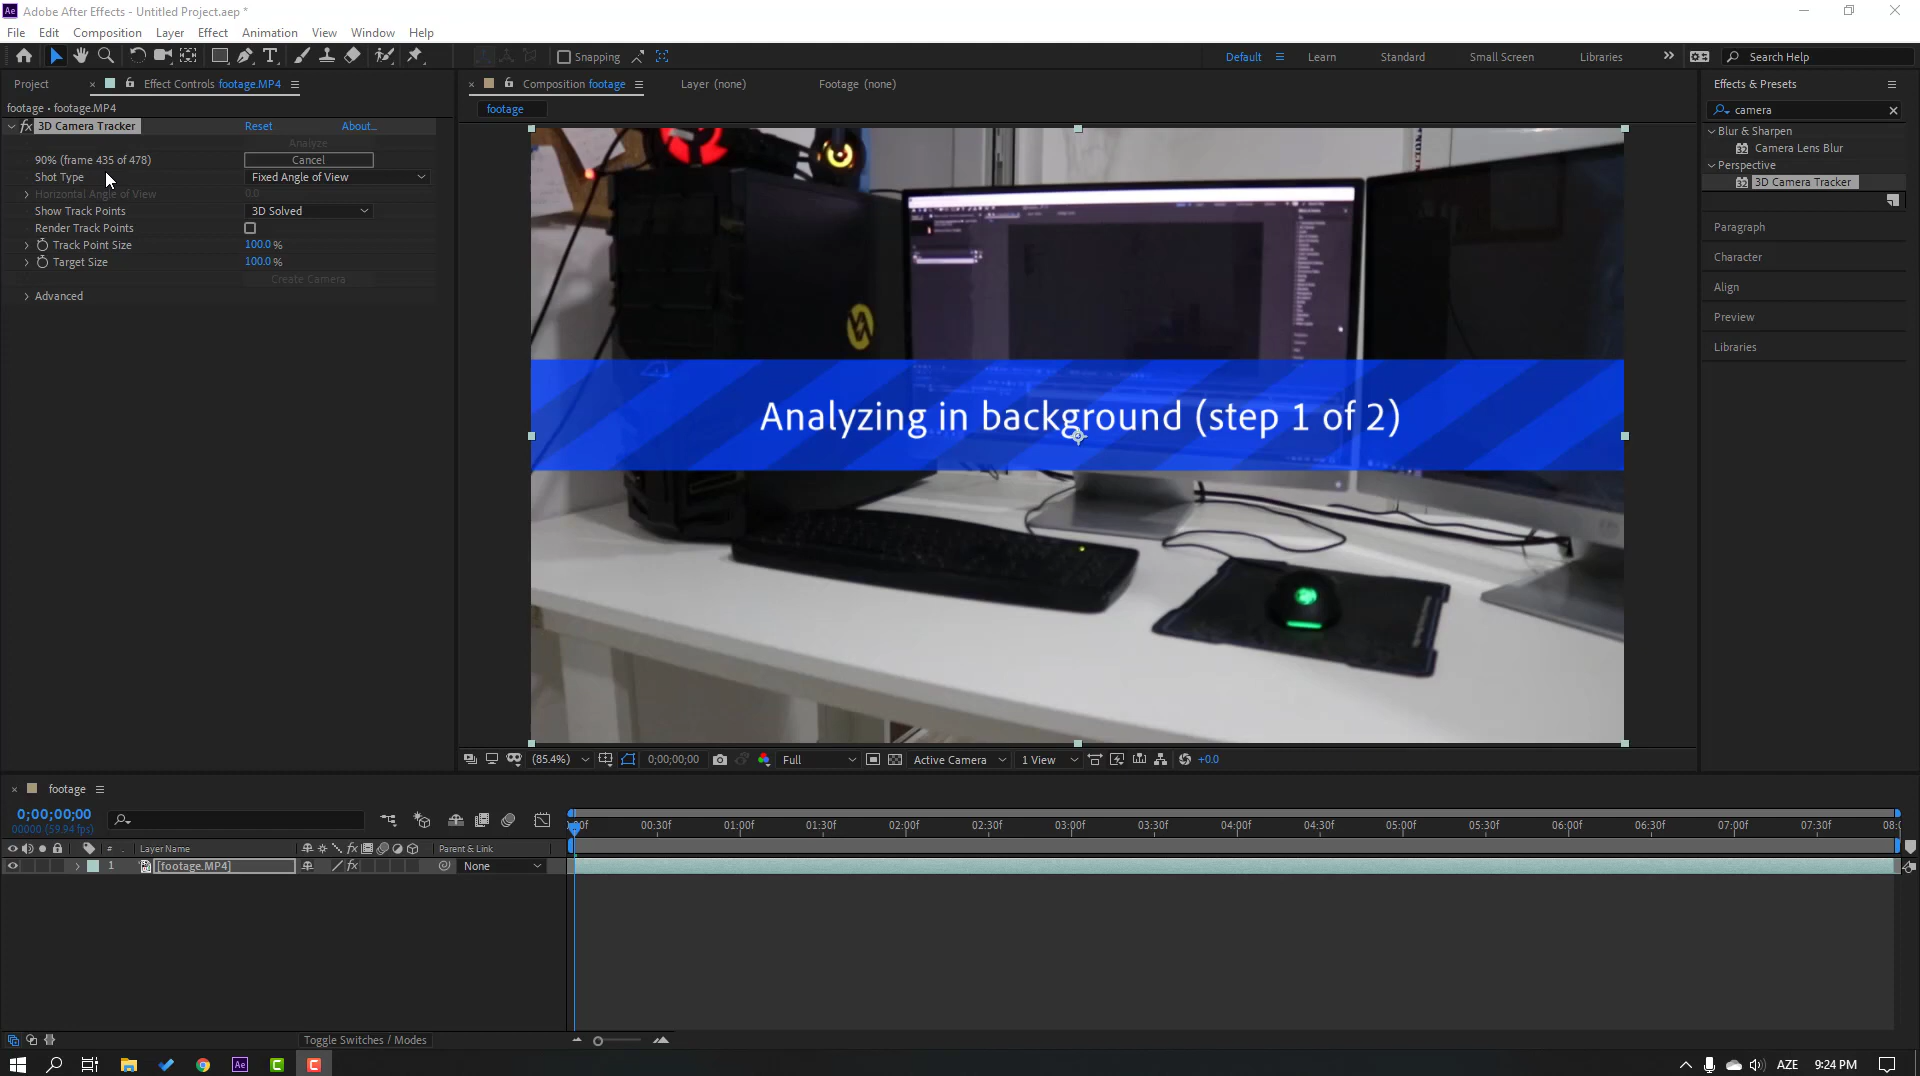 Adobe After Effects - Untitled Project.aep *
File Edit Composition Layer Effect Animation View Window Help
Snapping
Default Learn Standard Small Screen Libraries
Search Help
Project
Effect Controls footage.MP4
Composition footage
Layer (none)
Footage (none)
Effects & Presets
footage • footage.MP4
footage
camera
fx 3D Camera Tracker Reset About...
Analyze
90% (frame 435 of 478) Cancel
Shot Type Fixed Angle of View
Horizontal Angle of View 0.0
Show Track Points 3D Solved
Render Track Points
Track Point Size 100.0 %
Target Size 100.0 %
Create Camera
Advanced
Blur & Sharpen
Camera Lens Blur
Perspective
3D Camera Tracker
Paragraph
Character
Align
Preview
Libraries
Analyzing in background (step 1 of 2)
(85.4%) 0;00;00;00 Full Active Camera 1 View +0.0
footage
0;00;00;00
00000 (59.94 fps)
00:30f 01:00f 01:30f 02:00f 02:30f 03:00f 03:30f 04:00f 04:30f 05:00f 05:30f 06:00f 06:30f 07:00f 07:30f
# Layer Name fx Parent & Link
1 [footage.MP4] fx None
Toggle Switches / Modes
AZE 9:24 PM